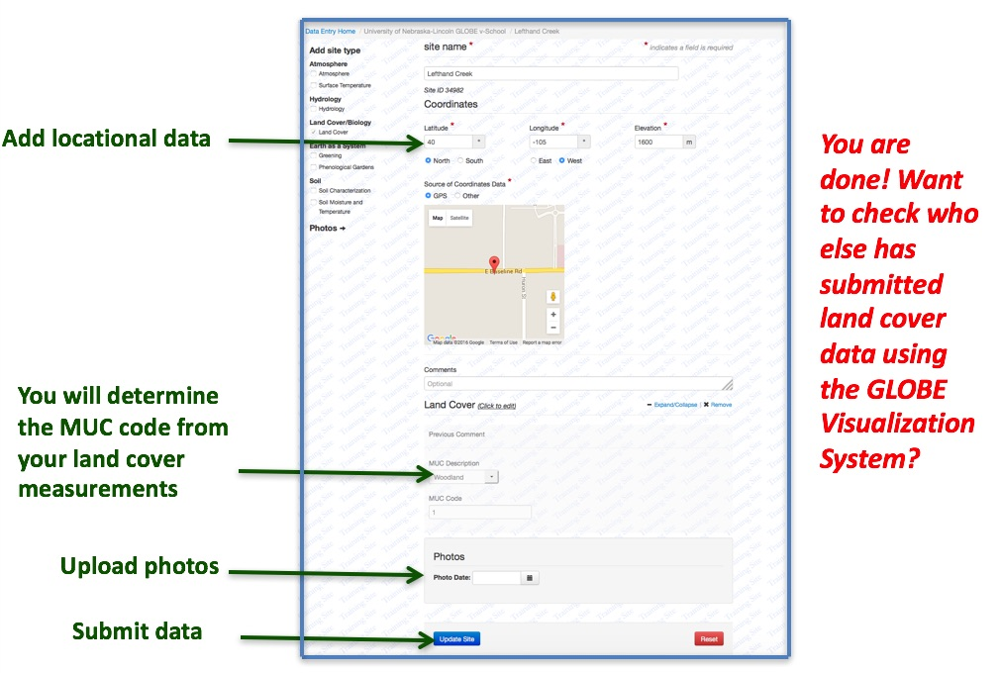 Data Entry Home / University of Nebraska-Lincoln GLOBE v-School / Lefthand Creek
Add site type
Atmosphere
Atmosphere
Surface Temperature
Hydrology
Hydrology
Land Cover/Biology
Land Cover
Earth as a System
Greening
Phenological Gardens
Soil
Soil Characterization
Soil Moisture and
Temperature
Photos →
site name *
* indicates a field is required
Lefthand Creek
Site ID 34982
Coordinates
Latitude * Longitude * Elevation *
40 ° -105 ° 1600 m
North South East West
Source of Coordinates Data *
GPS Other
Map Satellite
E Baseline Rd
Huron St
+
−
Google
Map data ©2016 Google Terms of Use Report a map error
Comments
Optional
Land Cover (Click to edit) − Expand/Collapse | ✖ Remove
Previous Comment
MUC Description
Woodland
MUC Code
1
Photos
Photo Date:
Update Site Reset
Add locational data
You will determine
the MUC code from
your land cover
measurements
Upload photos
Submit data
You are
done! Want
to check who
else has
submitted
land cover
data using
the GLOBE
Visualization
System?
Training Site